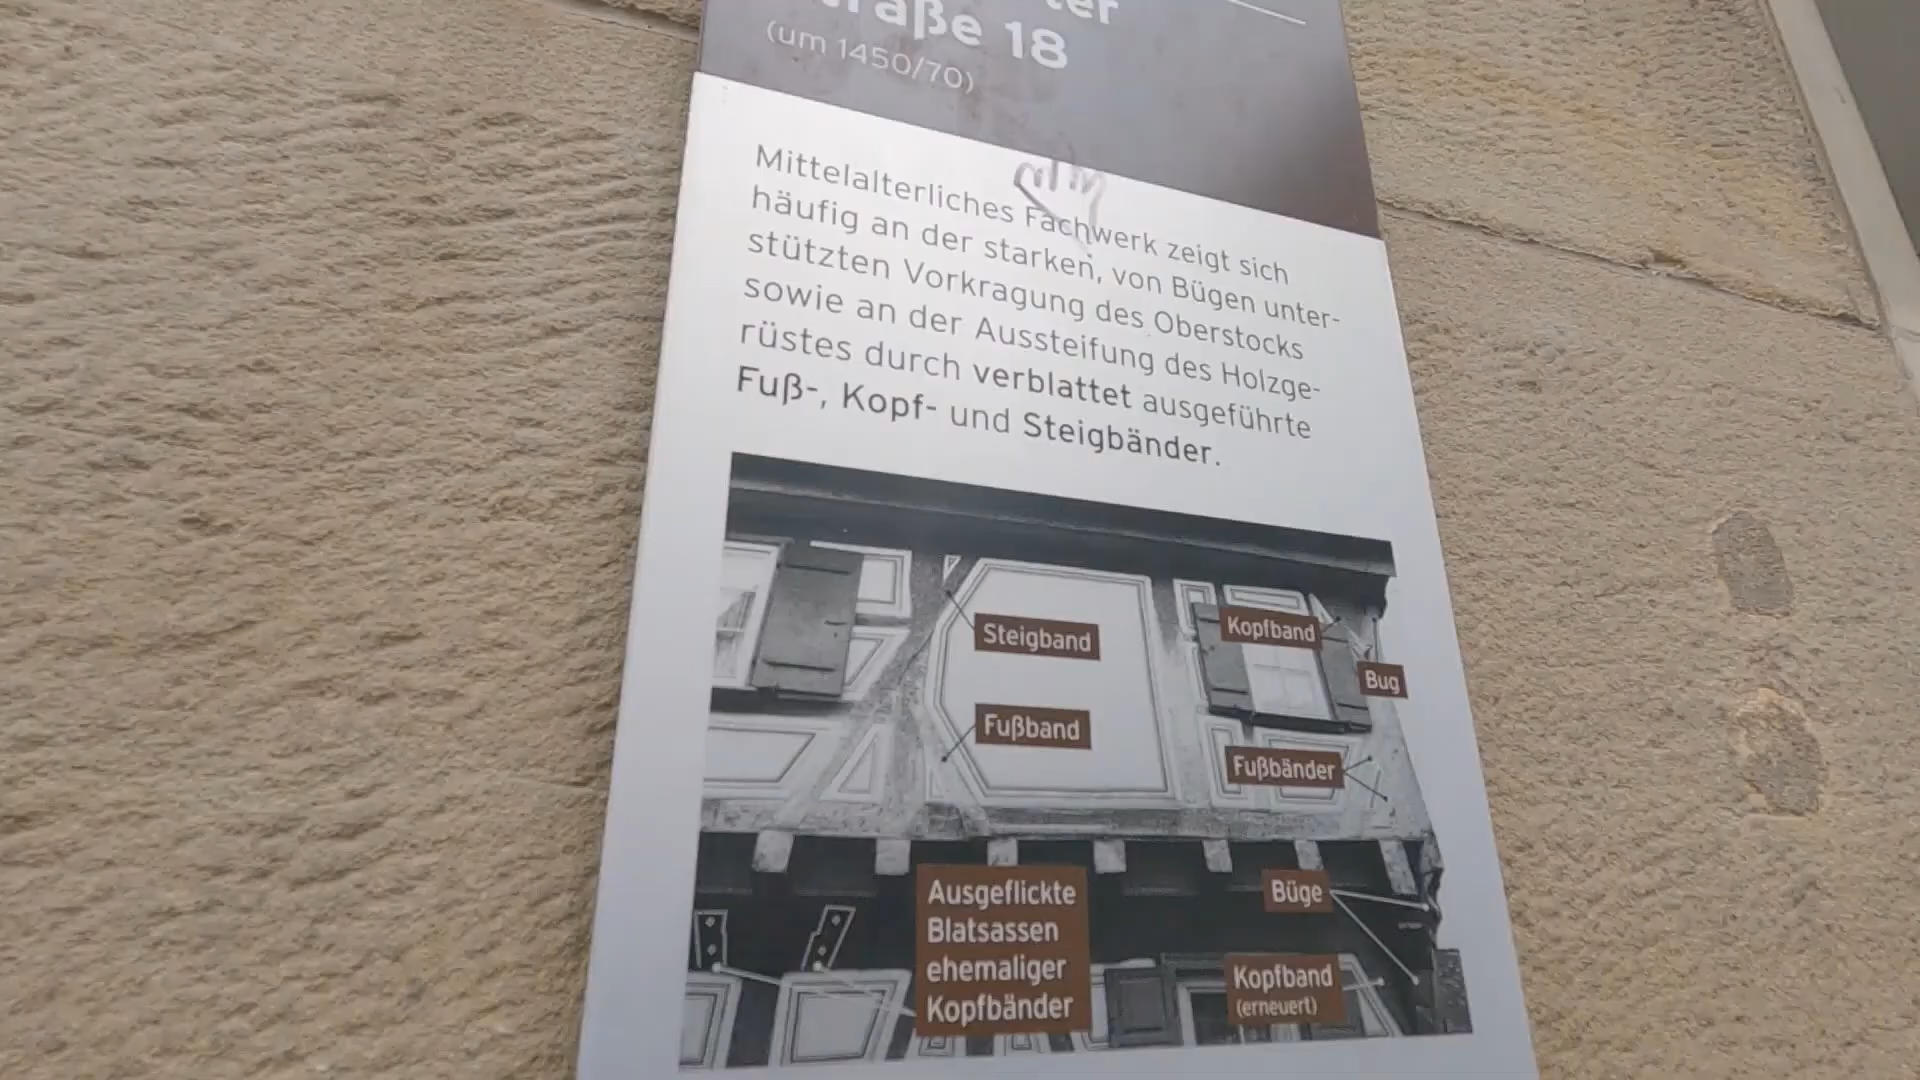 straße 18
(um 1450/70)
Mittelalterliches Fachwerk zeigt sich
häufig an der starken, von Bügen unter-
stützten Vorkragung des Oberstocks
sowie an der Aussteifung des Holzge-
rüstes durch verblattet ausgeführte
Fuß-, Kopf- und Steigbänder.
Steigband
Kopfband
Bug
Fußband
Fußbänder
Ausgeflickte
Blatsassen
ehemaliger
Kopfbänder
Büge
Kopfband
(erneuert)